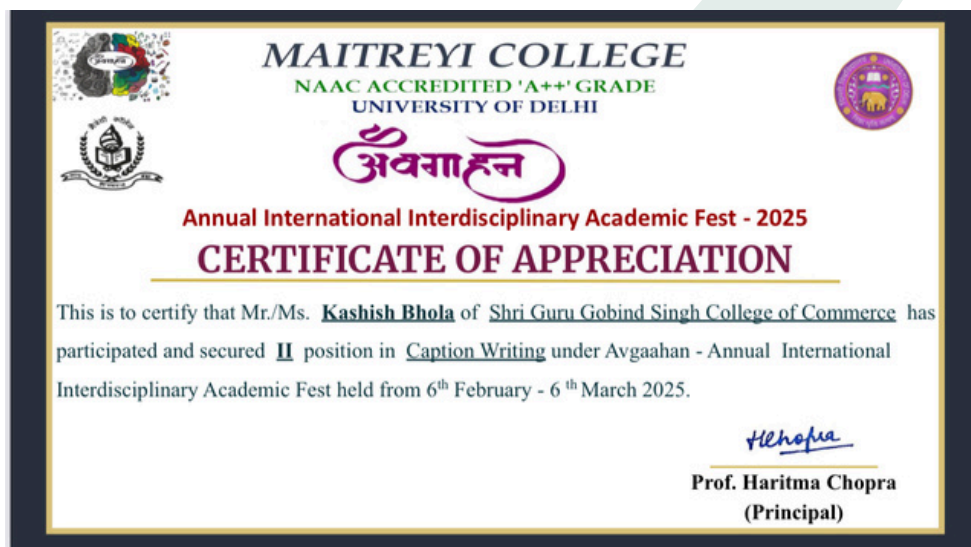 MAITREYI COLLEGE
NAAC ACCREDITED 'A++' GRADE
UNIVERSITY OF DELHI
अवगाहन
Annual International Interdisciplinary Academic Fest - 2025
CERTIFICATE OF APPRECIATION
This is to certify that Mr./Ms. Kashish Bhola of Shri Guru Gobind Singh College of Commerce has
participated and secured II position in Caption Writing under Avgaahan - Annual International
Interdisciplinary Academic Fest held from 6th February - 6 th March 2025.
HChopra
Prof. Haritma Chopra
(Principal)